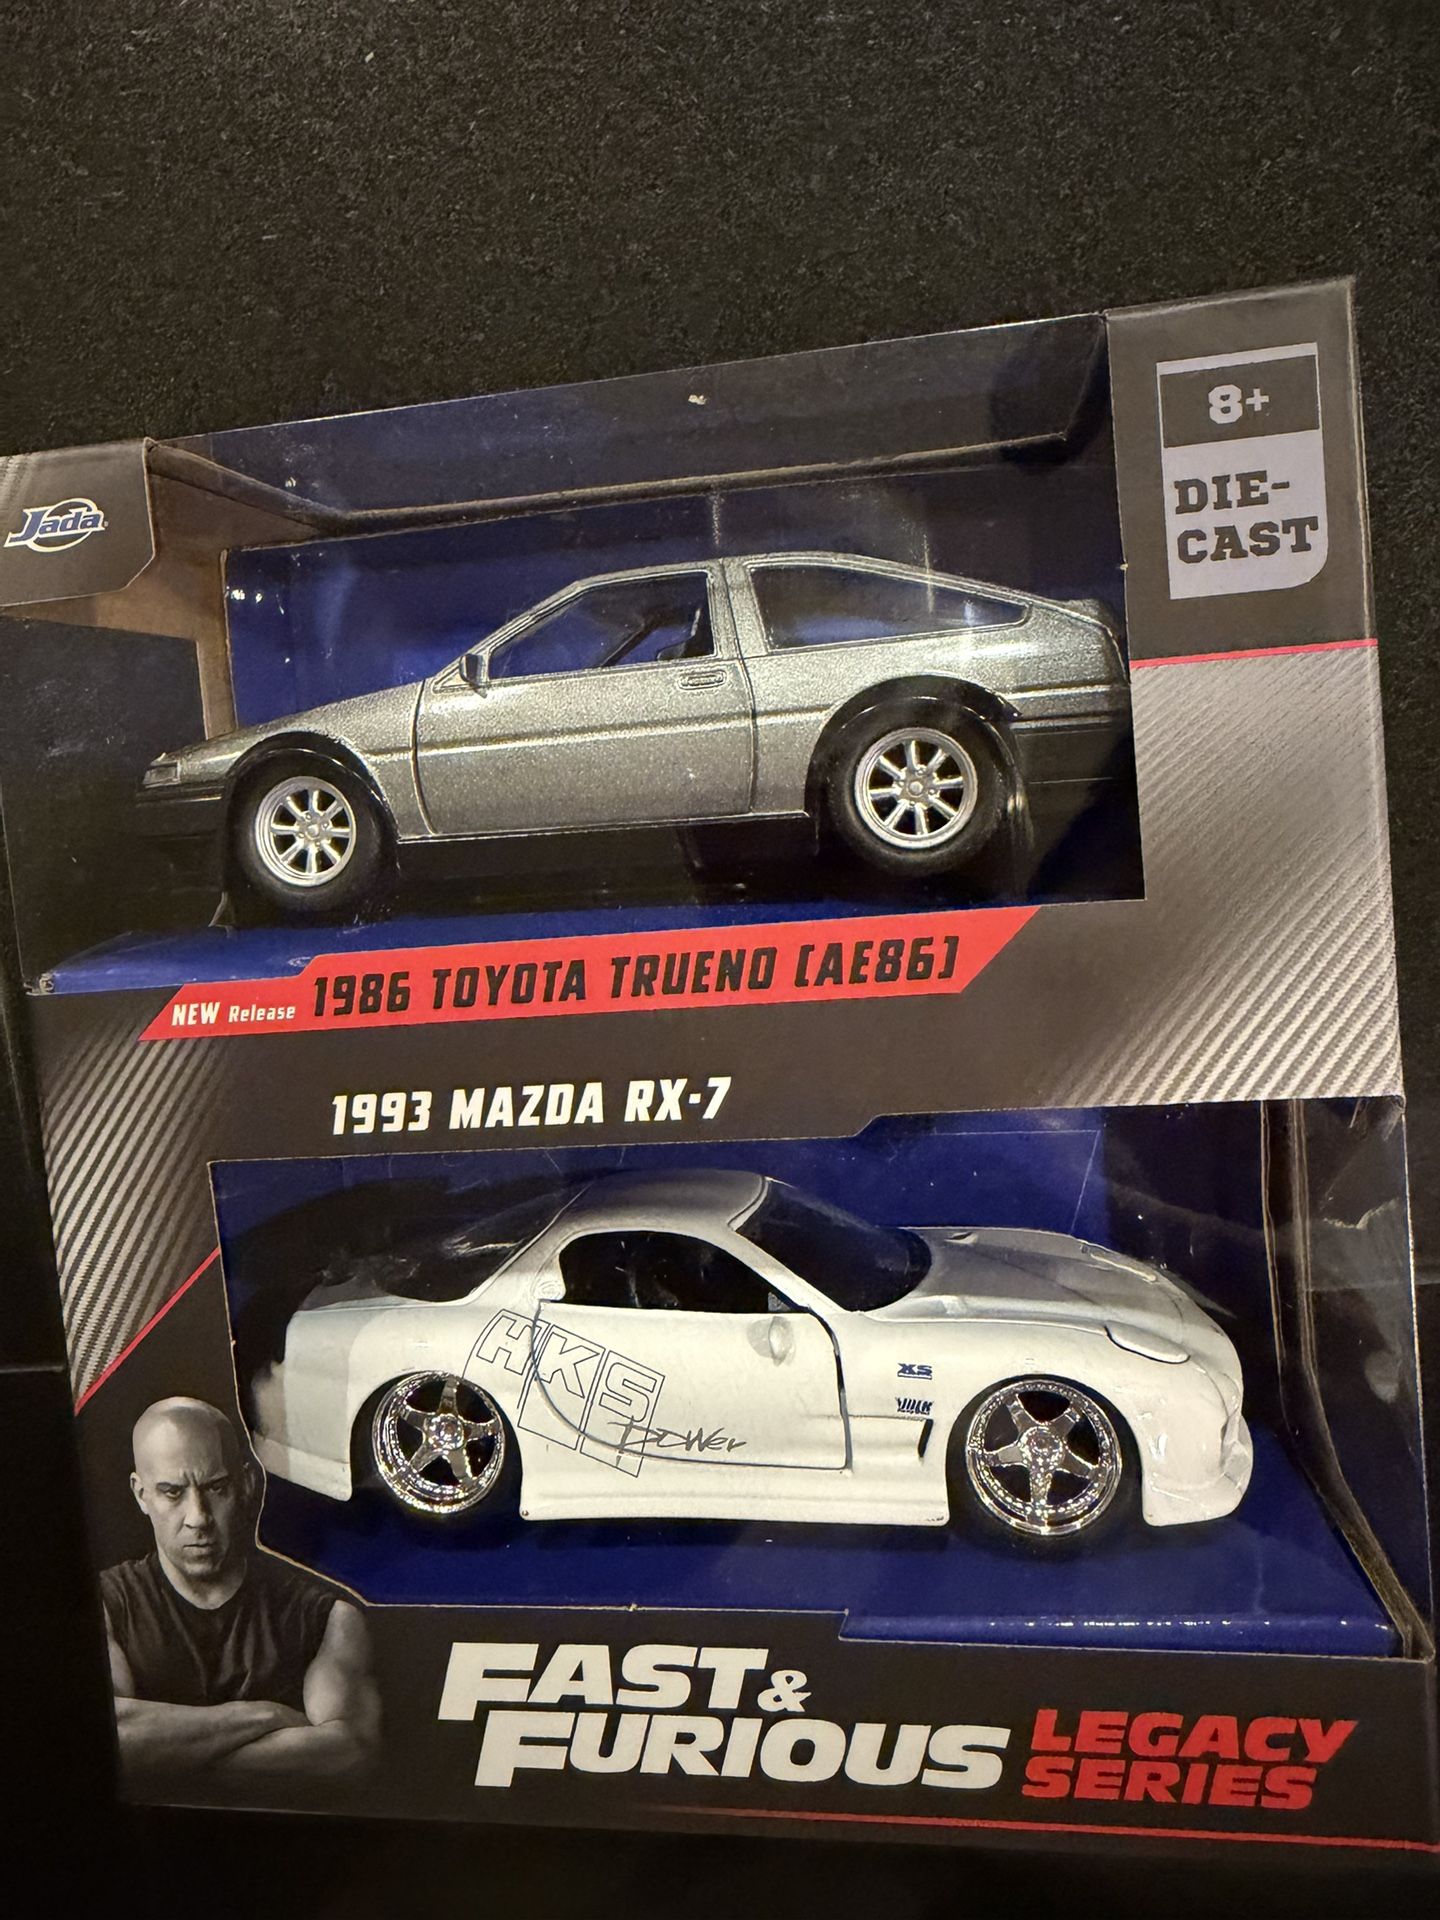 Jada
8+
DIE-
CAST
NEW Release 1986 TOYOTA TRUENO [AE86]
1993 MAZDA RX-7
HKS
Power
XS
FAST &
FURIOUS
LEGACY
SERIES